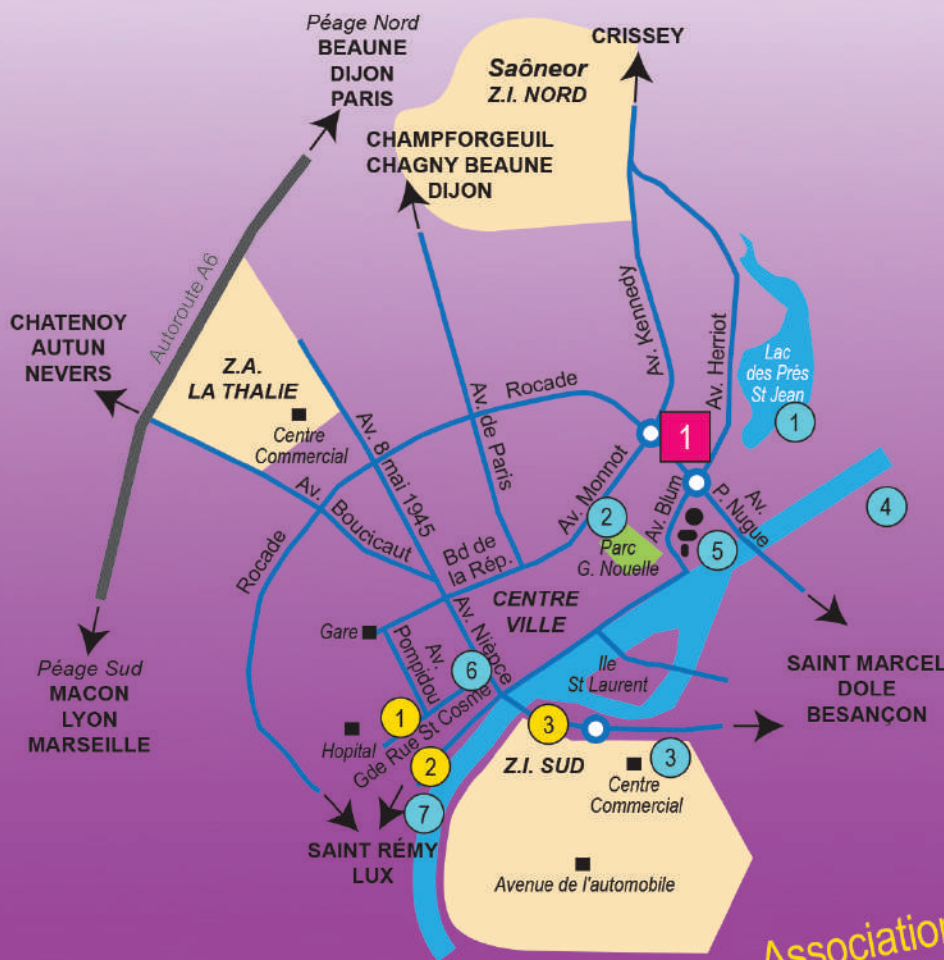 Péage Nord
BEAUNE
DIJON
PARIS
CRISSEY
Saôneor
Z.I. NORD
CHAMPFORGEUIL
CHAGNY BEAUNE
DIJON
Autoroute A6
CHATENOY
AUTUN
NEVERS
Z.A.
LA THALIE
Centre
Commercial
Av. 8 mai 1945
Av. Boucicaut
Rocade
Rocade
Av. de Paris
Av. Kennedy
Av. Herriot
Lac
des Près
St Jean
1
1
Av. Monnot
Av. Blum
Av.
P. Nugue
2
Parc
G. Nouelle
4
5
Bd de
la Rép.
CENTRE
VILLE
Gare
Av.
Pompidou
Av. Nièpce
6
Ile
St Laurent
SAINT MARCEL
DOLE
BESANÇON
Péage Sud
MACON
LYON
MARSEILLE
Hopital
1
Gde Rue St Cosme
2
3
Z.I. SUD
3
Centre
Commercial
7
SAINT RÉMY
LUX
Avenue de l'automobile
Association